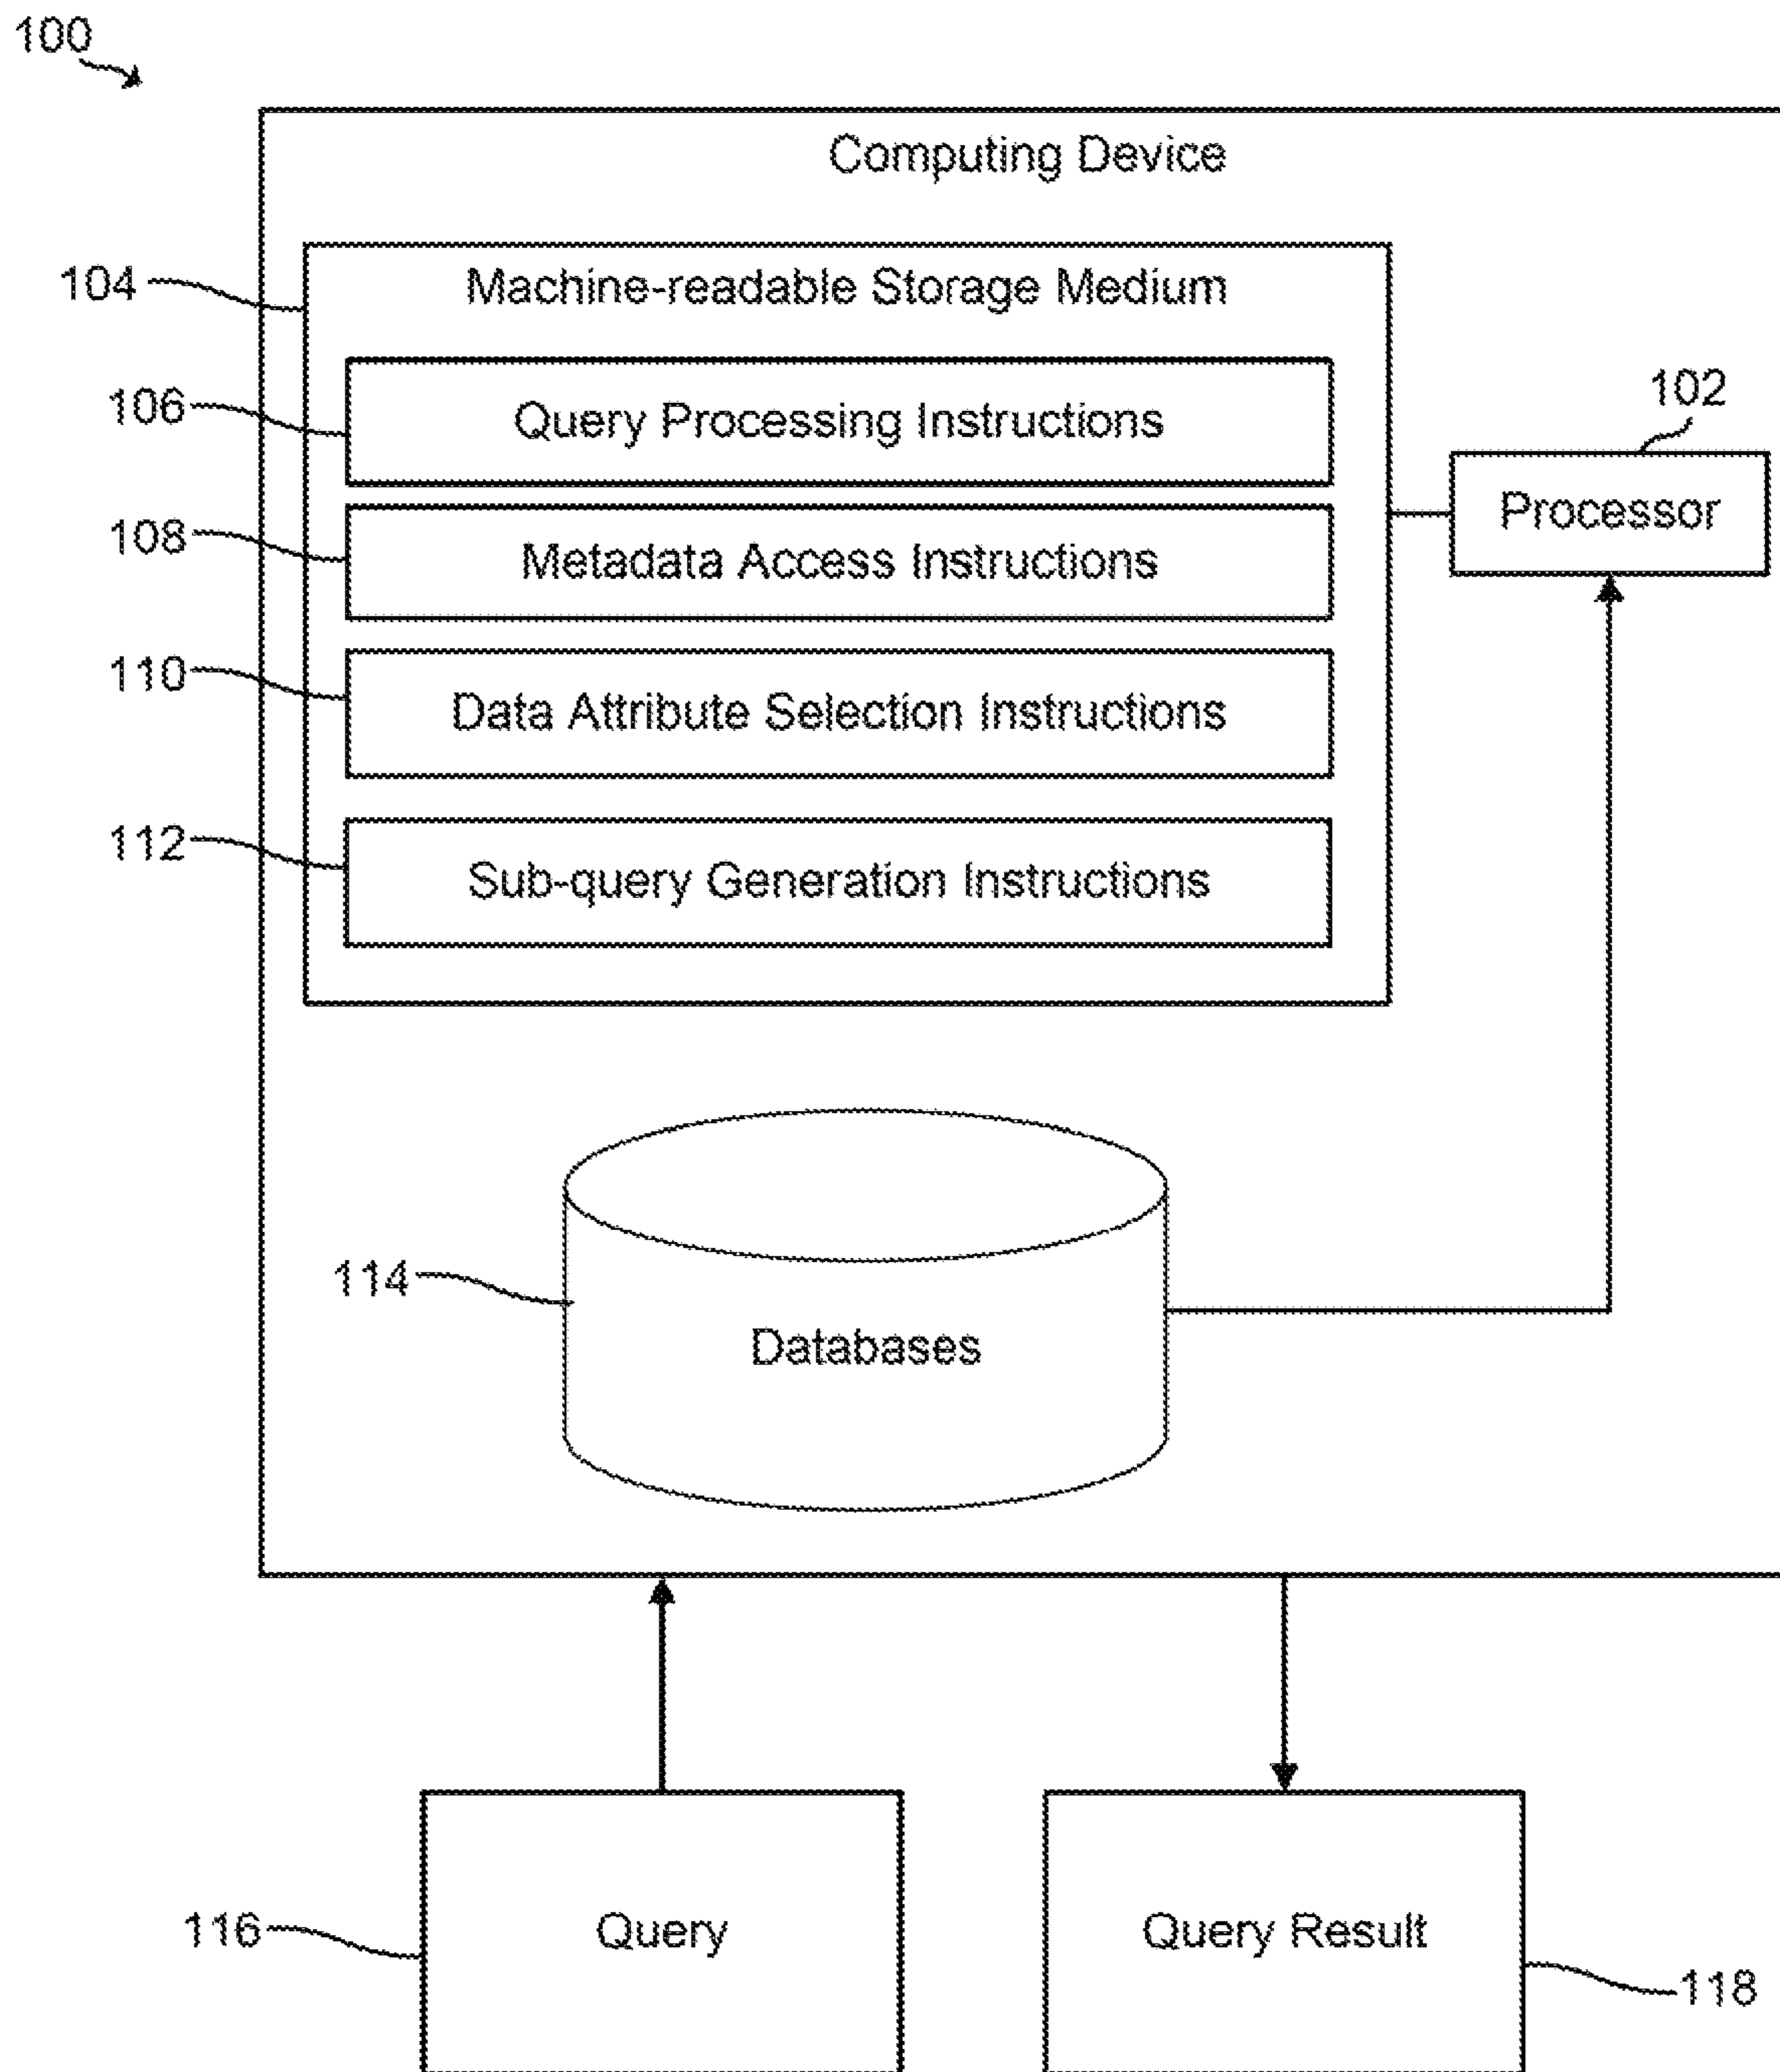 100
Computing Device
104
Machine-readable Storage Medium
106
Query Processing Instructions
102
Processor
108
Metadata Access Instructions
110
Data Attribute Selection Instructions
112
Sub-query Generation Instructions
114
Databases
116
Query
Query Result
118